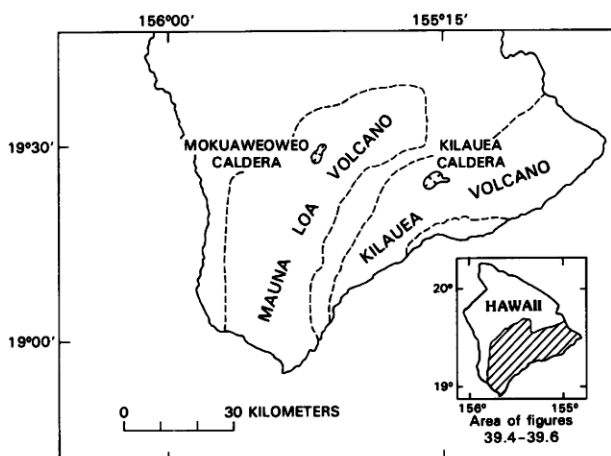 156°00'
155°15'
MOKUAWEOWEO
CALDERA
KILAUEA
CALDERA
19°30'
MAUNA LOA VOLCANO
KILAUEA VOLCANO
19°00'
0 30 KILOMETERS
20°
HAWAII
19°
156°
155°
Area of figures
39.4–39.6